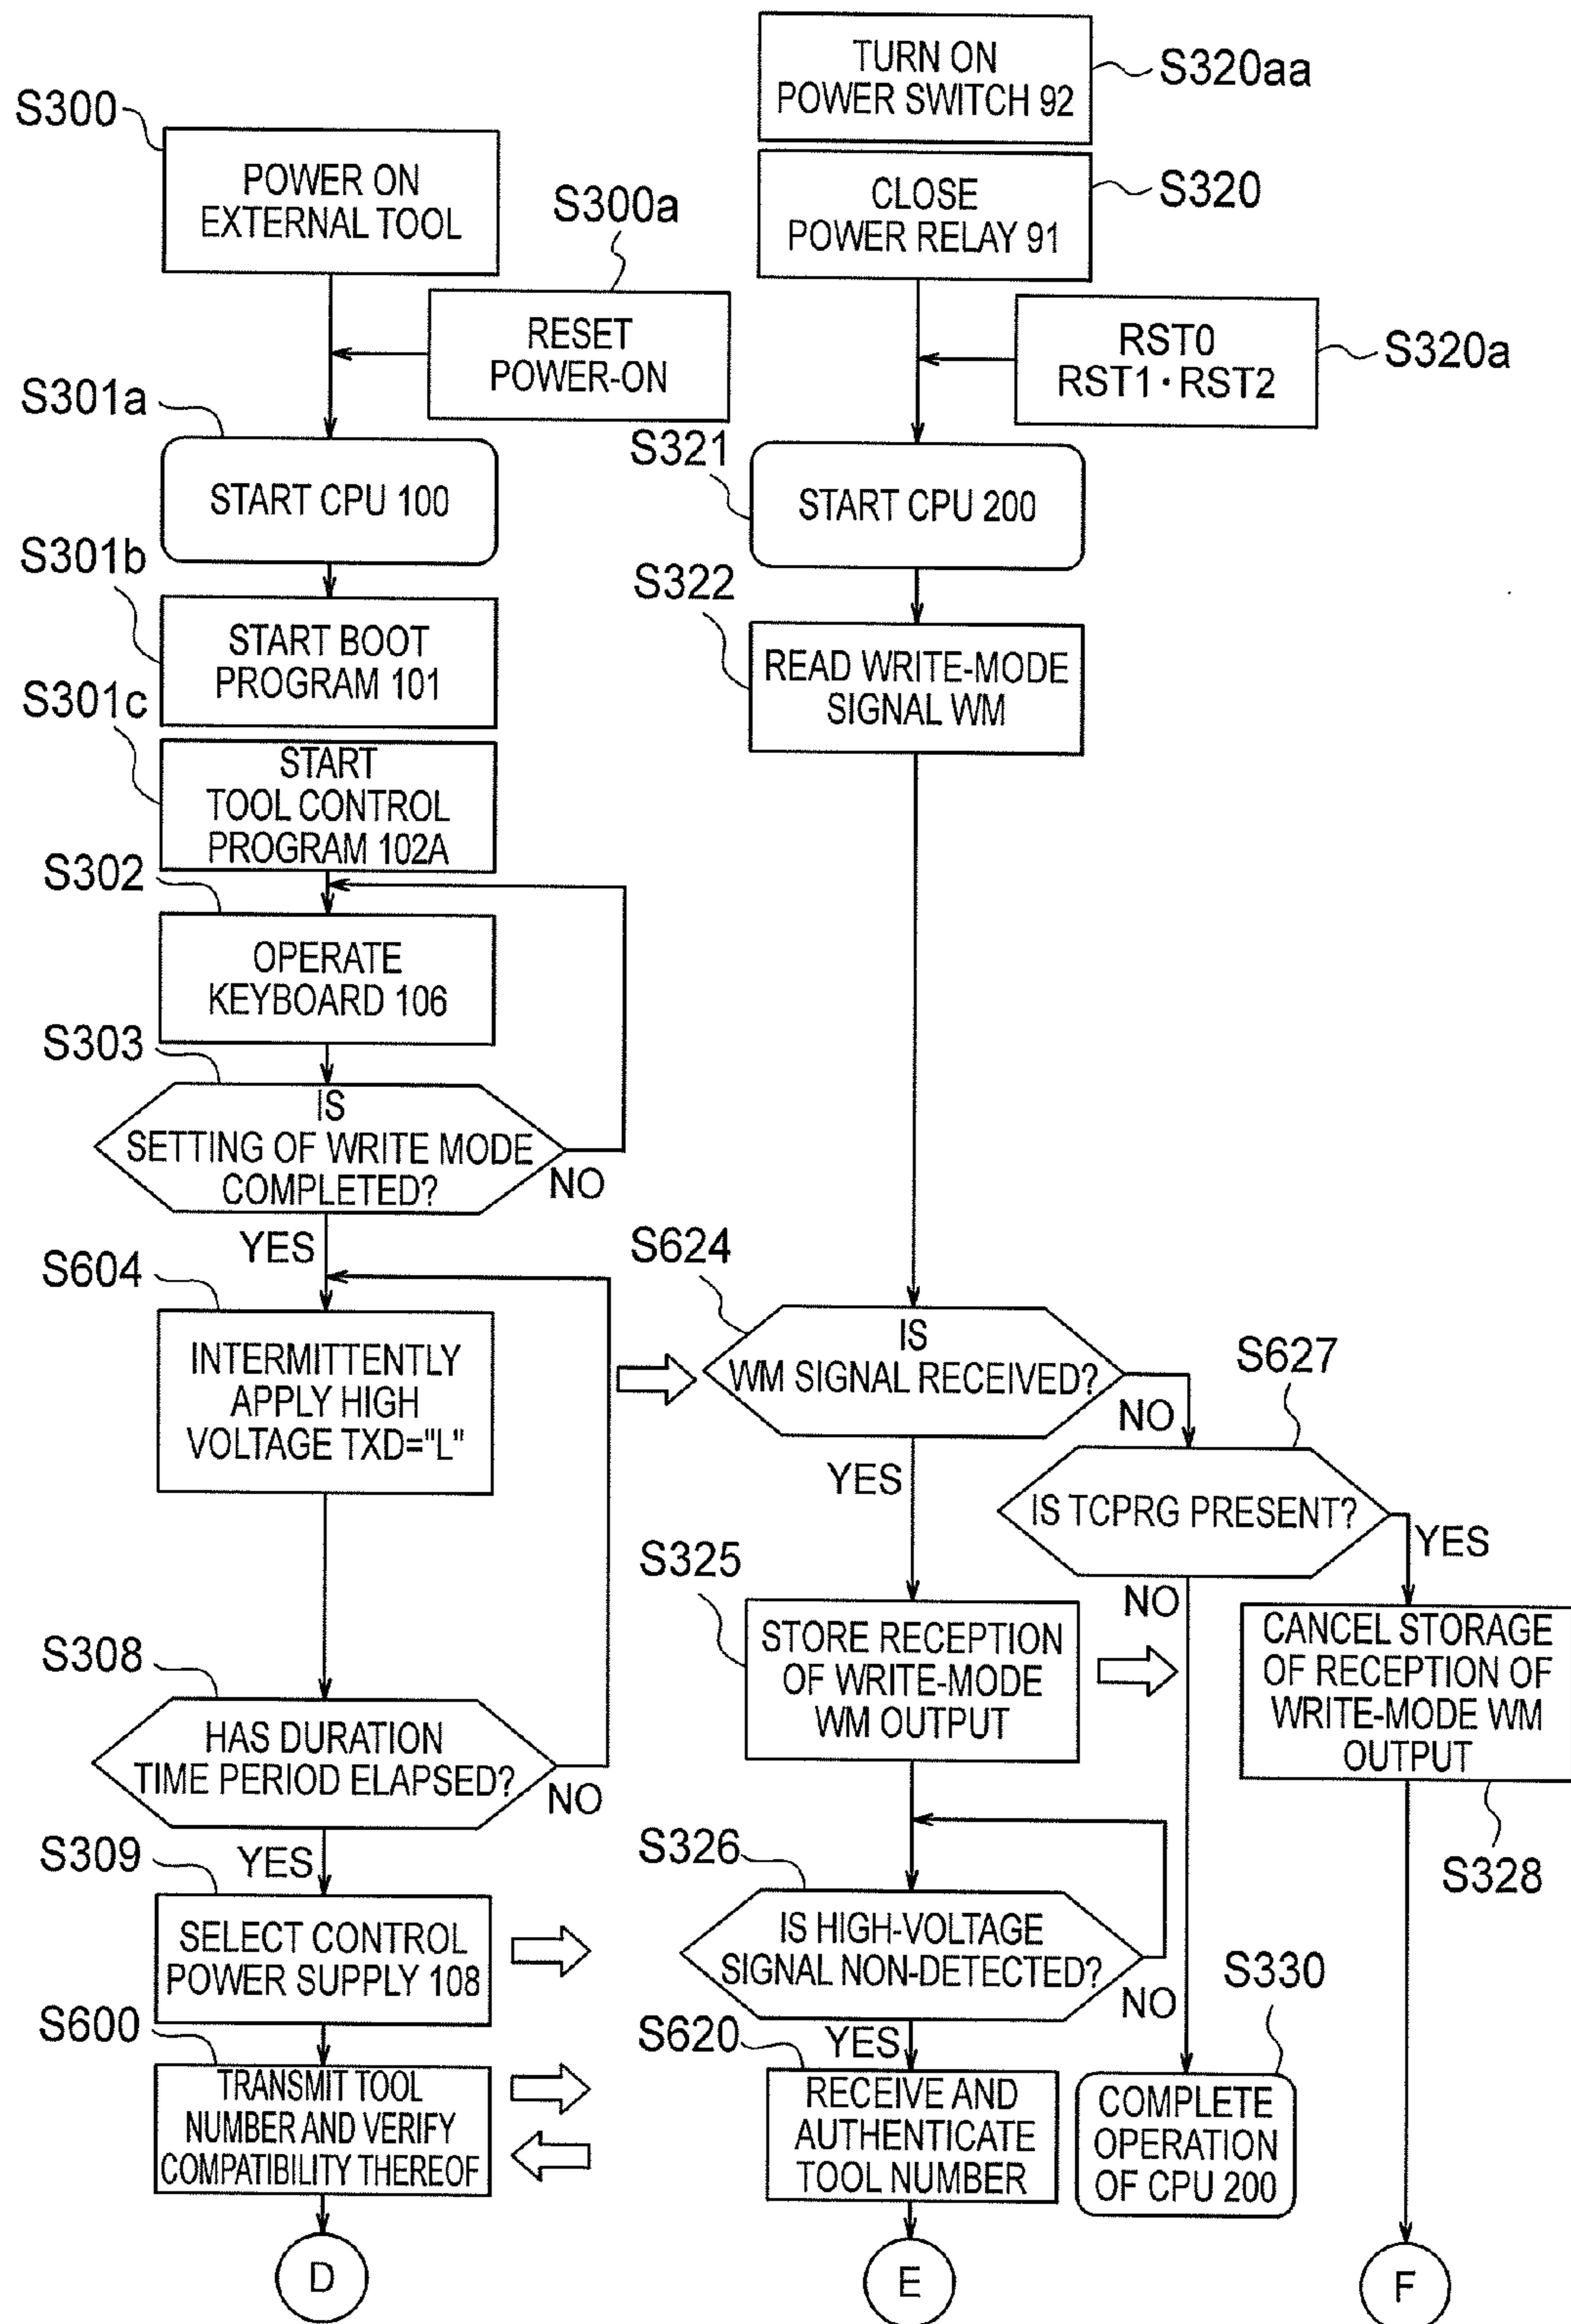 S300
POWER ON
EXTERNAL TOOL
S300a
RESET
POWER-ON
S301a
START CPU 100
S301b
START BOOT
PROGRAM 101
S301c
START
TOOL CONTROL
PROGRAM 102A
S302
OPERATE
KEYBOARD 106
S303
IS
SETTING OF WRITE MODE
COMPLETED?
NO
YES
S604
INTERMITTENTLY
APPLY HIGH
VOLTAGE TXD="L"
S308
HAS DURATION
TIME PERIOD ELAPSED?
NO
YES
S309
SELECT CONTROL
POWER SUPPLY 108
S600
TRANSMIT TOOL
NUMBER AND VERIFY
COMPATIBILITY THEREOF
D
TURN ON
POWER SWITCH 92
S320aa
CLOSE
POWER RELAY 91
S320
RST0
RST1・RST2
S320a
S321
START CPU 200
S322
READ WRITE-MODE
SIGNAL WM
S624
IS
WM SIGNAL RECEIVED?
NO
YES
S627
IS TCPRG PRESENT?
YES
NO
S325
STORE RECEPTION
OF WRITE-MODE
WM OUTPUT
CANCEL STORAGE
OF RECEPTION OF
WRITE-MODE WM
OUTPUT
S328
S326
IS HIGH-VOLTAGE
SIGNAL NON-DETECTED?
NO
YES
S620
RECEIVE AND
AUTHENTICATE
TOOL NUMBER
S330
COMPLETE
OPERATION
OF CPU 200
E
F